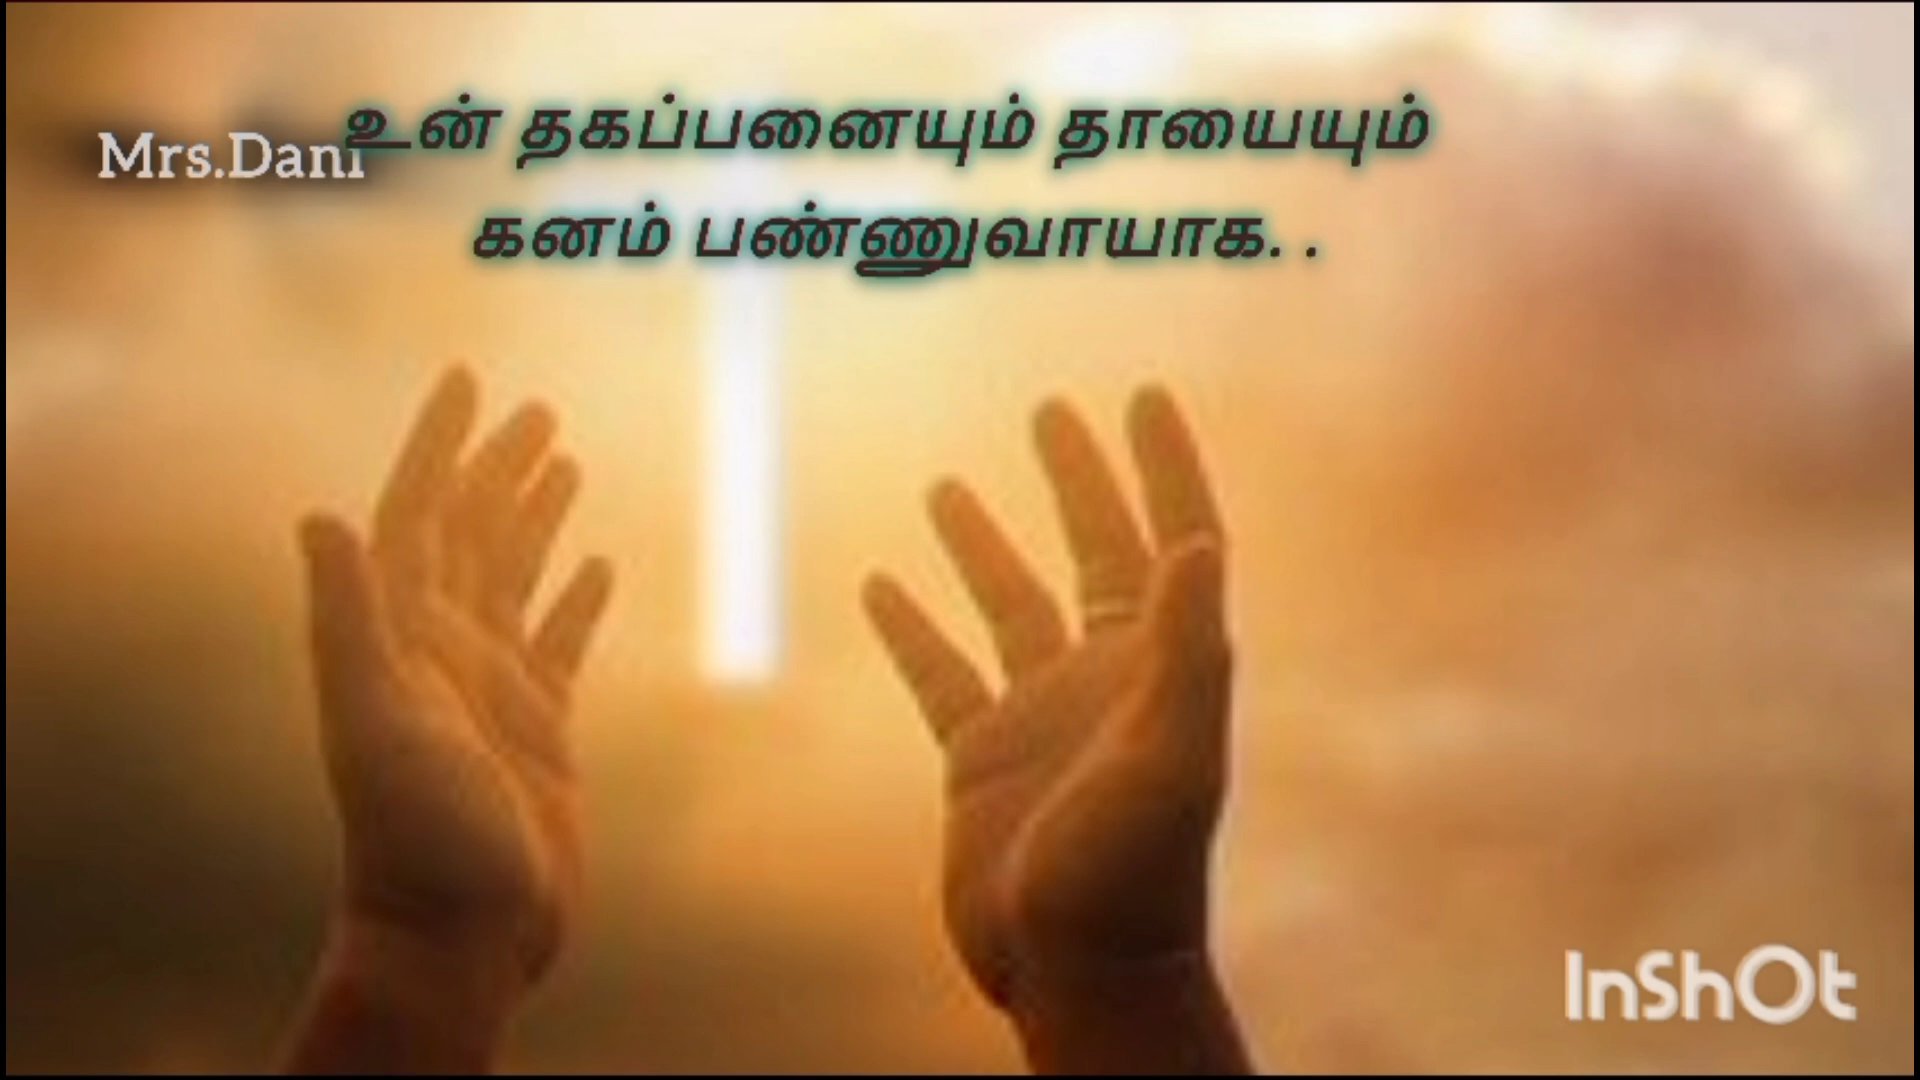 Mrs.Dani
உன் தகப்பனையும் தாயையும்
கனம் பண்ணுவாயாக. .
InShOt